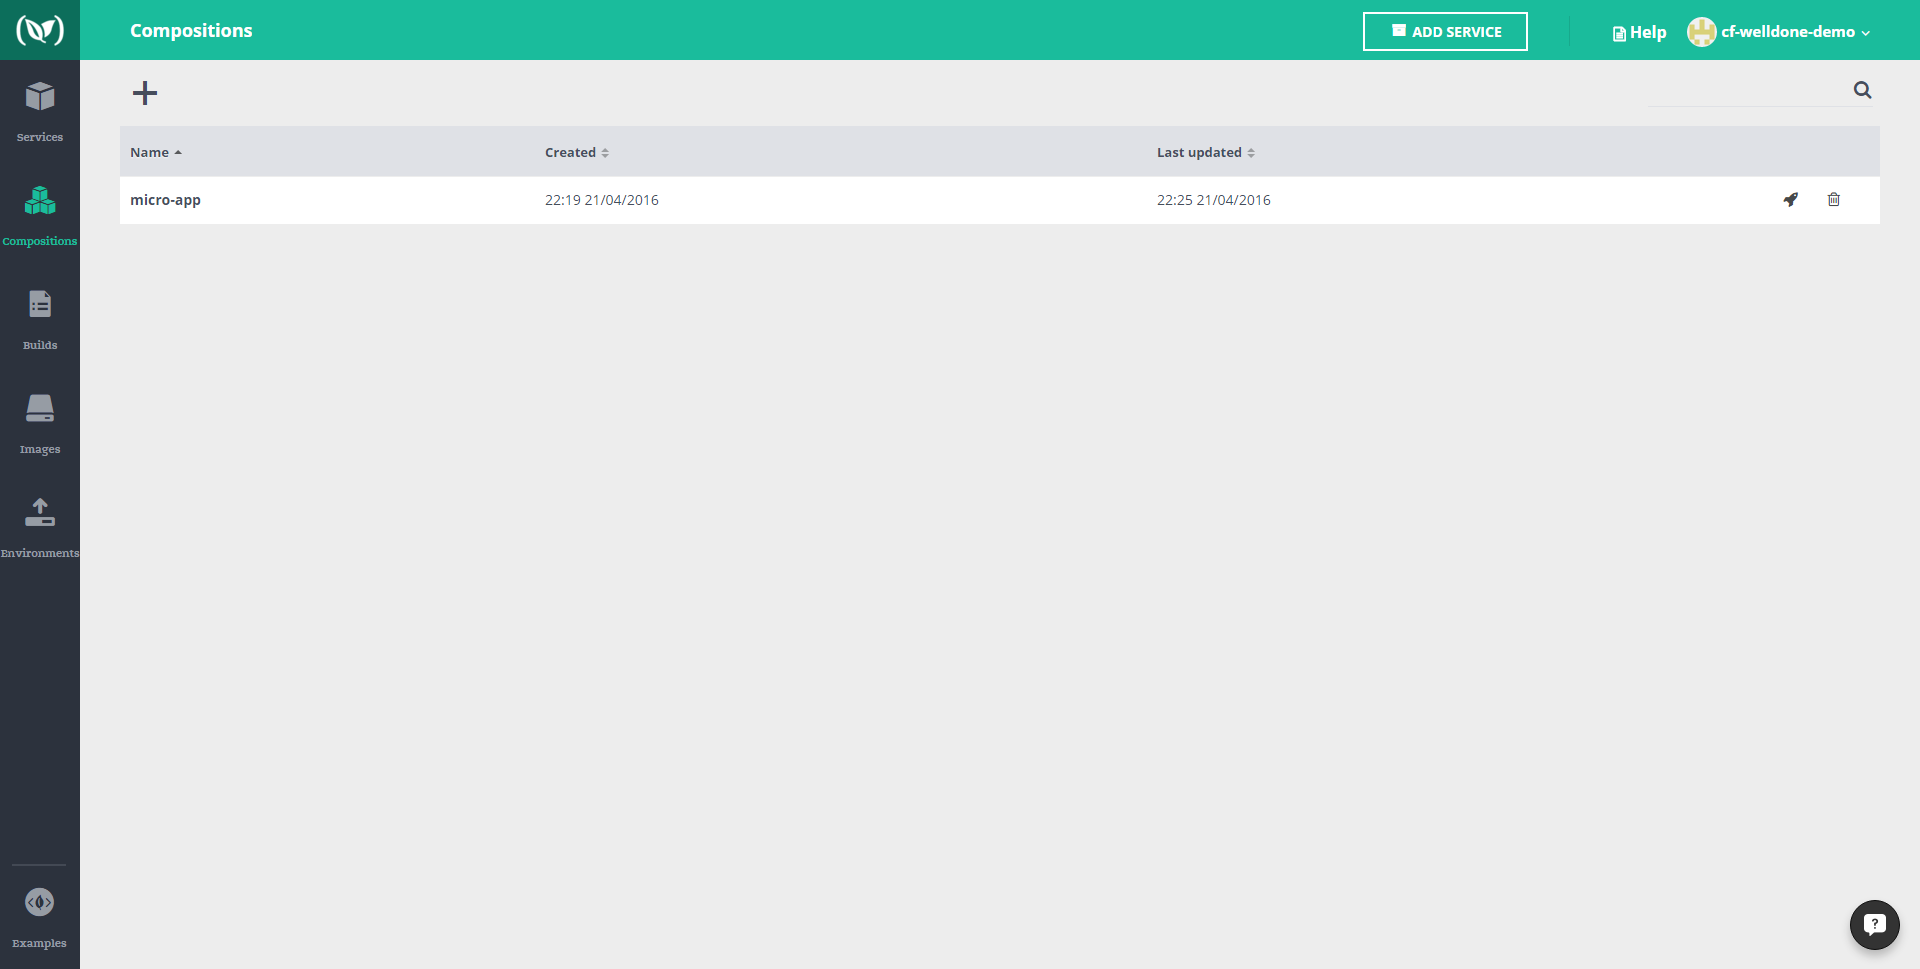 Compositions
ADD SERVICE
Help
cf-welldone-demo
Services
Compositions
Builds
Images
Environments
Examples
Name
Created
Last updated
micro-app
22:19 21/04/2016
22:25 21/04/2016
?